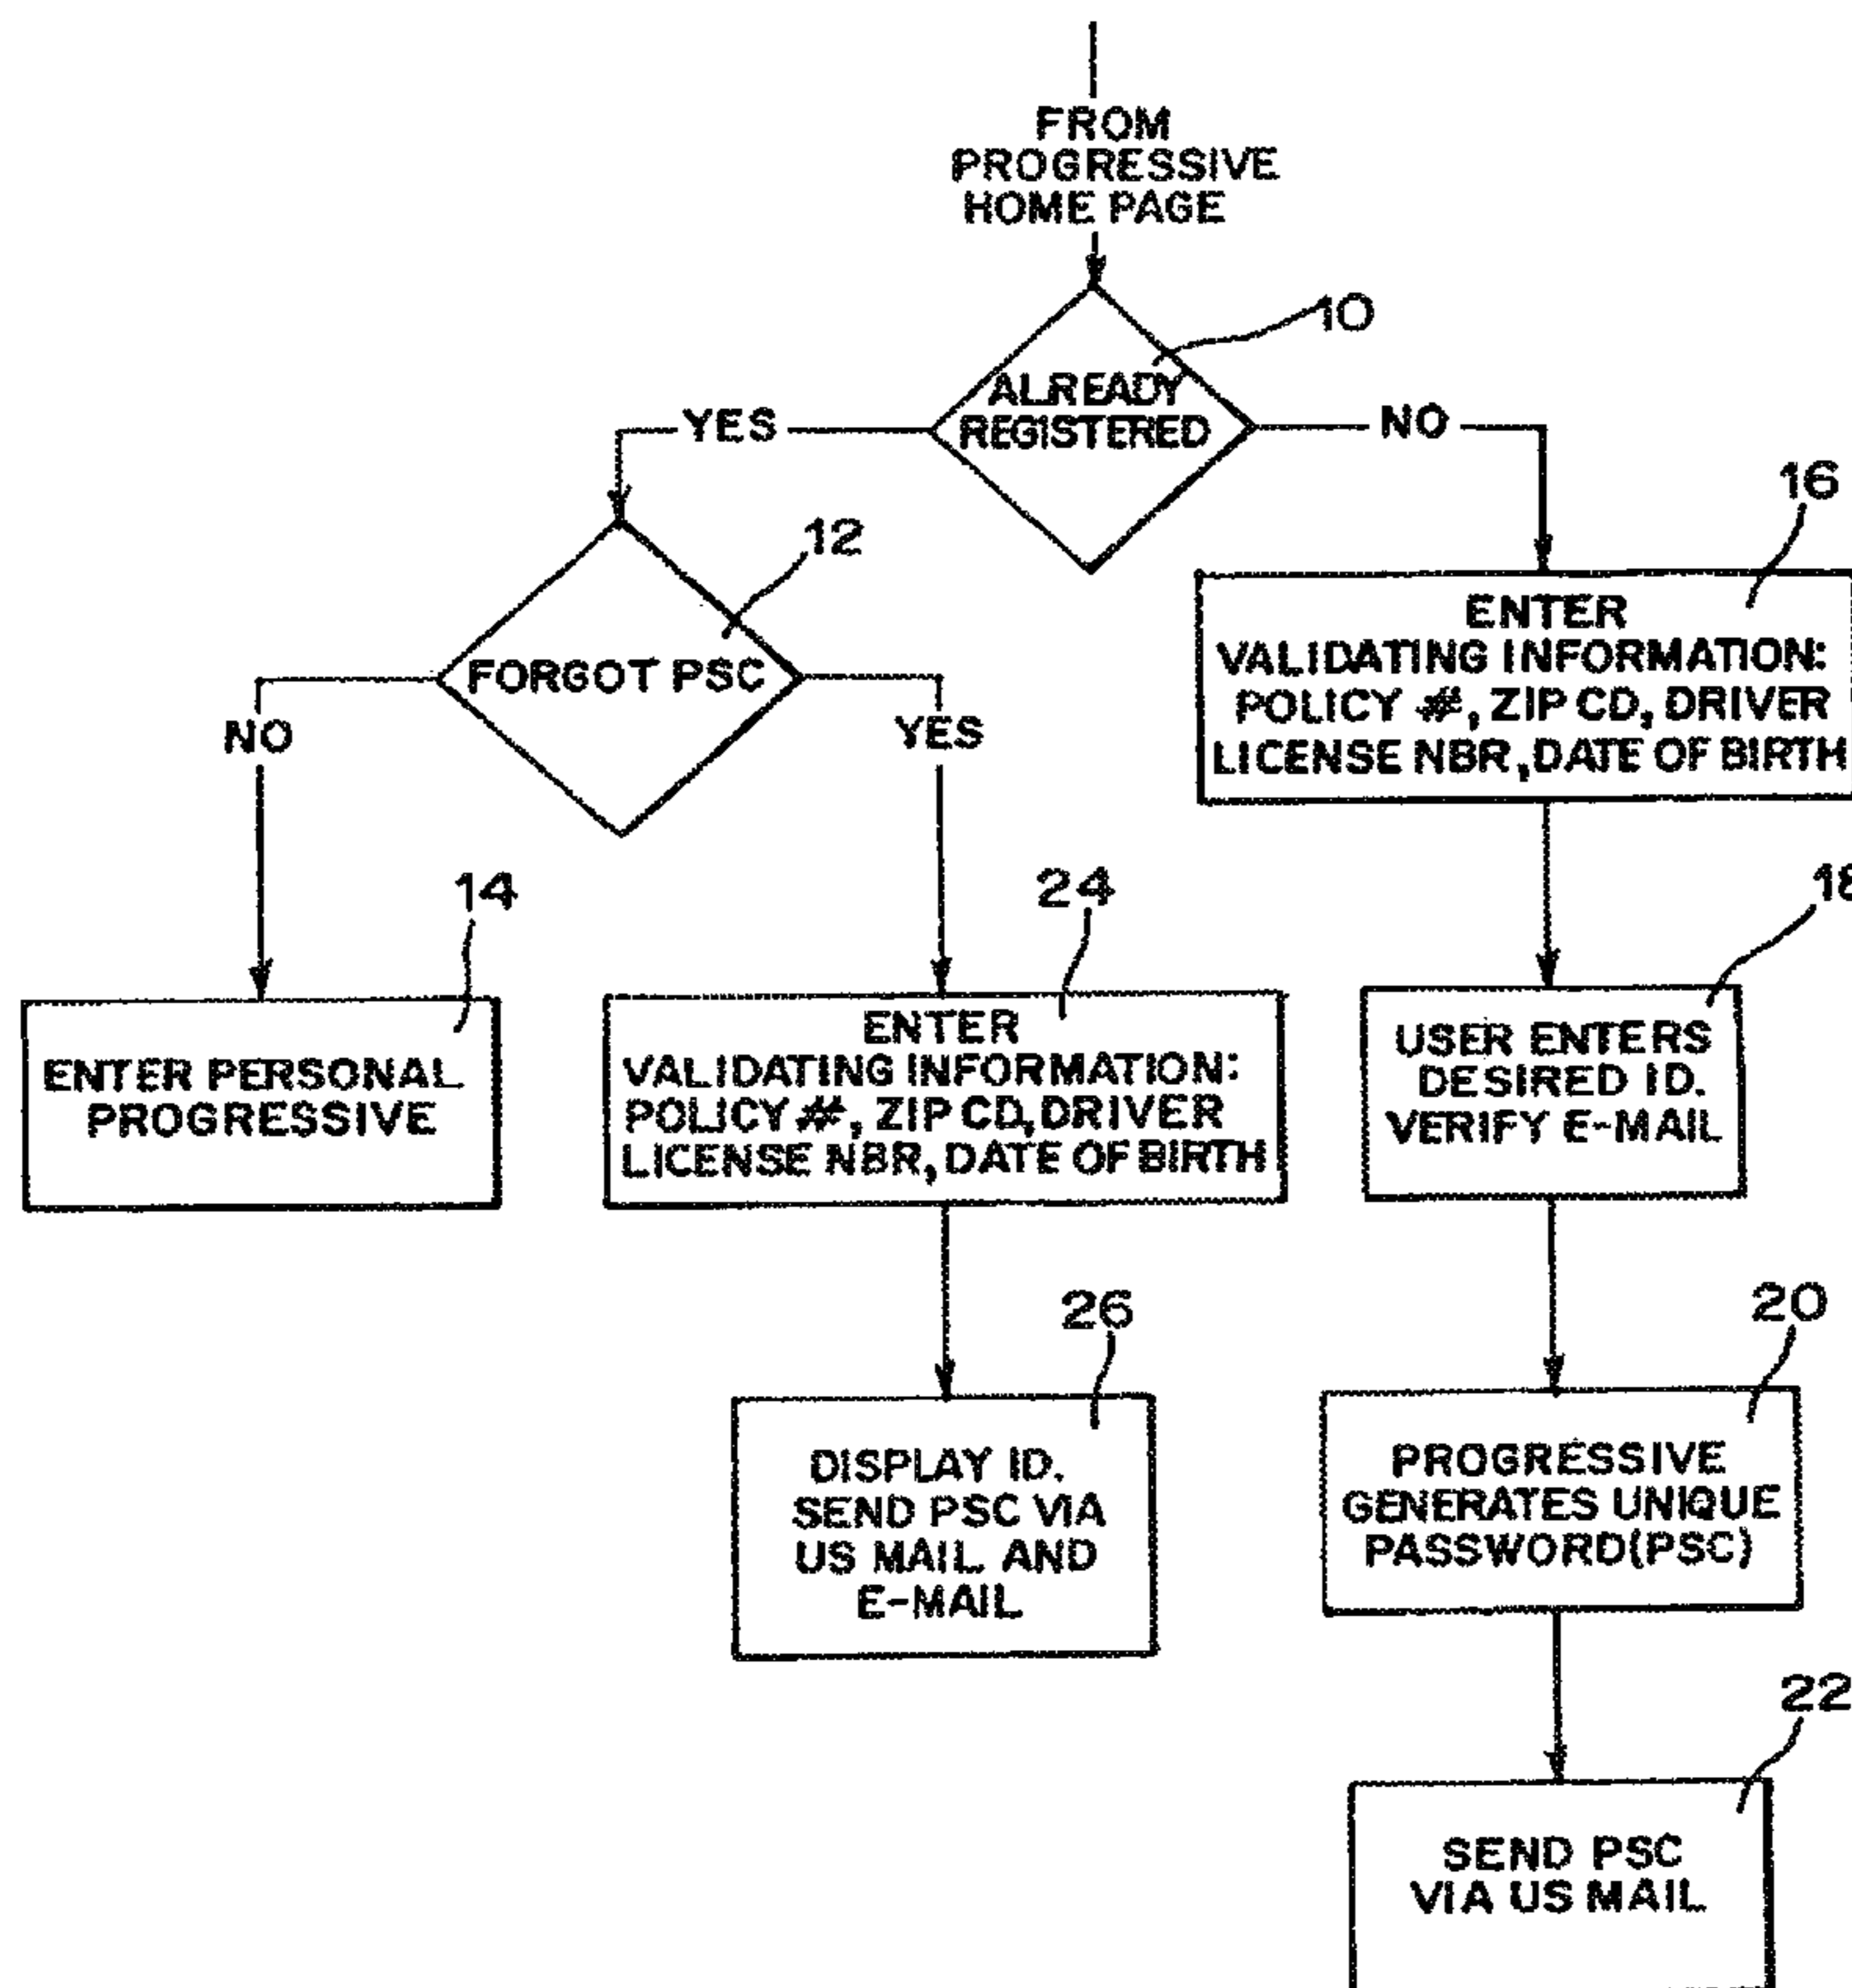 FROM
PROGRESSIVE
HOME PAGE
10
ALREADY
REGISTERED
YES
NO
16
12
ENTER
VALIDATING INFORMATION:
POLICY #, ZIP CD, DRIVER
LICENSE NBR, DATE OF BIRTH
FORGOT PSC
NO
YES
14
24
18
ENTER PERSONAL
PROGRESSIVE
ENTER
VALIDATING INFORMATION:
POLICY #, ZIP CD, DRIVER
LICENSE NBR, DATE OF BIRTH
USER ENTERS
DESIRED ID.
VERIFY E-MAIL
26
20
DISPLAY ID.
SEND PSC VIA
US MAIL AND
E-MAIL
PROGRESSIVE
GENERATES UNIQUE
PASSWORD(PSC)
22
SEND PSC
VIA US MAIL